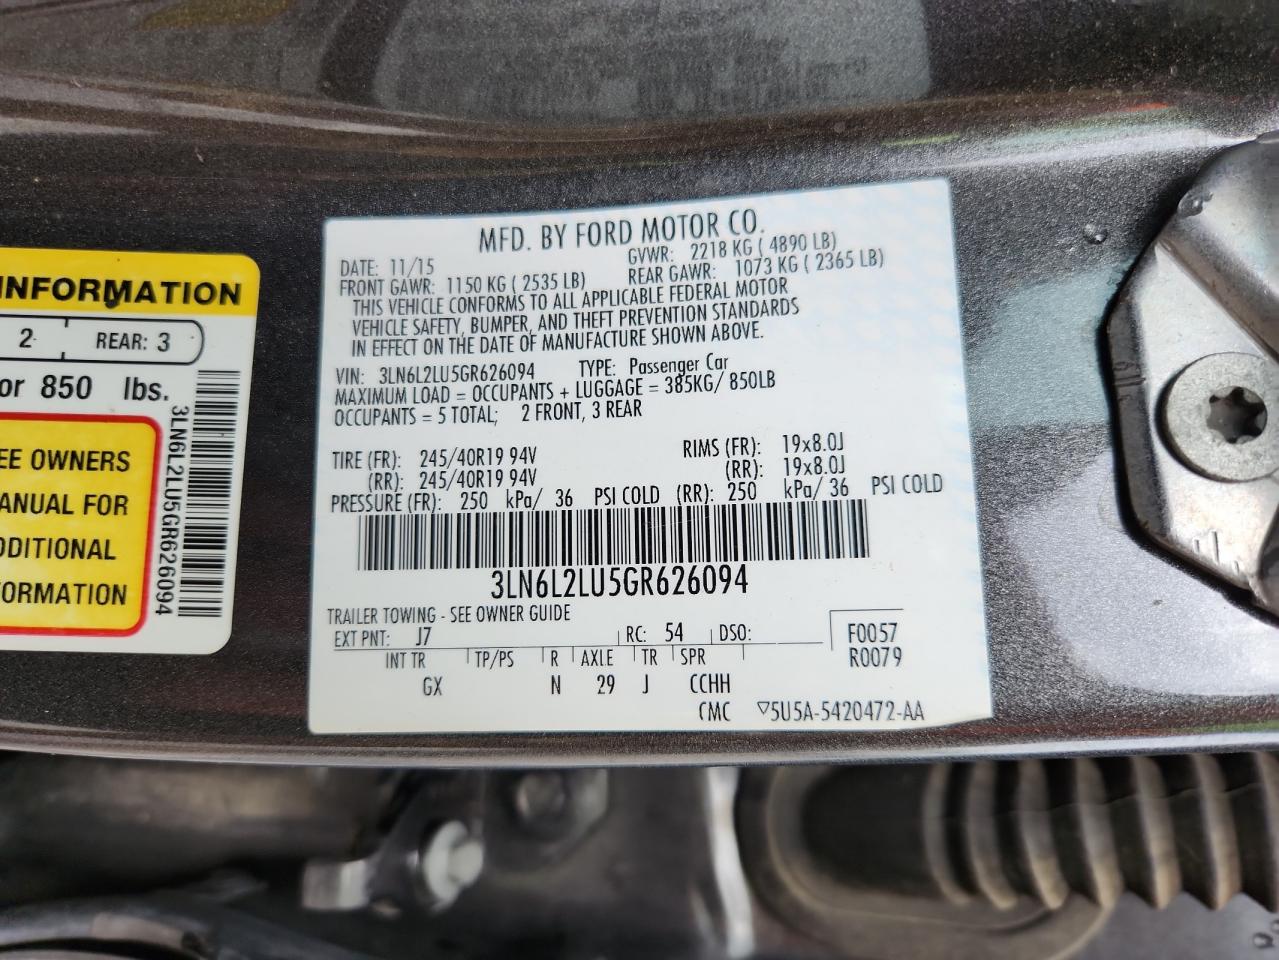 INFORMATION
2 REAR: 3
or 850 lbs.
EE OWNERS
ANUAL FOR
DDITIONAL
FORMATION
3LN6L2LU5GR626094
MFD. BY FORD MOTOR CO.
DATE: 11/15 GVWR: 2218 KG ( 4890 LB)
FRONT GAWR: 1150 KG ( 2535 LB) REAR GAWR: 1073 KG ( 2365 LB)
THIS VEHICLE CONFORMS TO ALL APPLICABLE FEDERAL MOTOR
VEHICLE SAFETY, BUMPER, AND THEFT PREVENTION STANDARDS
IN EFFECT ON THE DATE OF MANUFACTURE SHOWN ABOVE.
VIN: 3LN6L2LU5GR626094 TYPE: Passenger Car
MAXIMUM LOAD = OCCUPANTS + LUGGAGE = 385KG/ 850LB
OCCUPANTS = 5 TOTAL; 2 FRONT, 3 REAR
TIRE (FR): 245/40R19 94V RIMS (FR): 19x8.0J
(RR): 245/40R19 94V (RR): 19x8.0J
PRESSURE (FR): 250 kPa/ 36 PSI COLD (RR): 250 kPa/ 36 PSI COLD
3LN6L2LU5GR626094
TRAILER TOWING - SEE OWNER GUIDE
EXT PNT: J7 RC: 54 DSO: F0057
INT TR TP/PS R AXLE TR SPR R0079
GX N 29 J CCHH
CMC ▽5U5A-5420472-AA